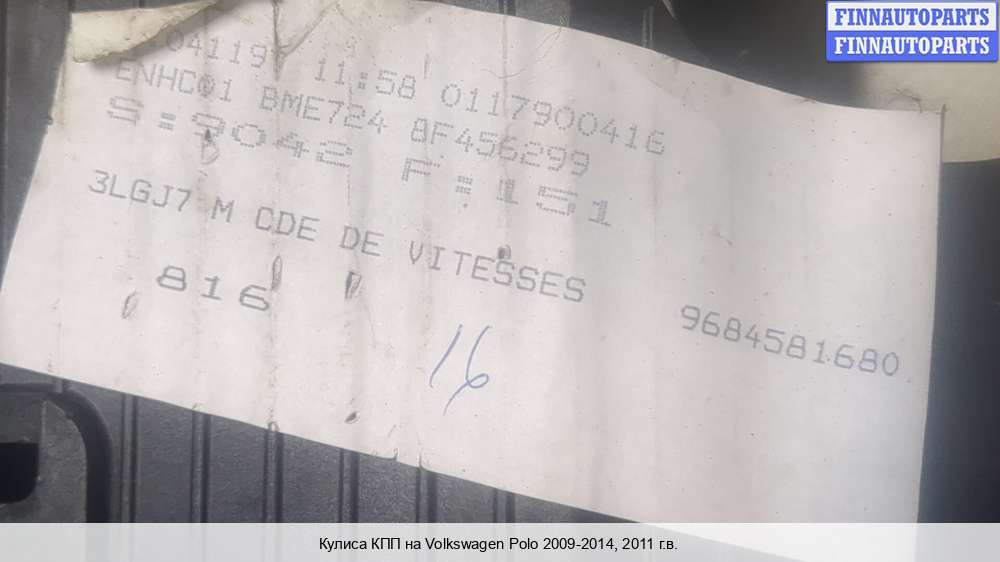 FINNAUTOPARTS
FINNAUTOPARTS
04119 11:58 0117900416
ENHC01 BME724 8F456299
S:9042 F:151
3LGJ7 M CDE DE VITESSES 9684581680
816
16
Кулиса КПП на Volkswagen Polo 2009-2014, 2011 г.в.